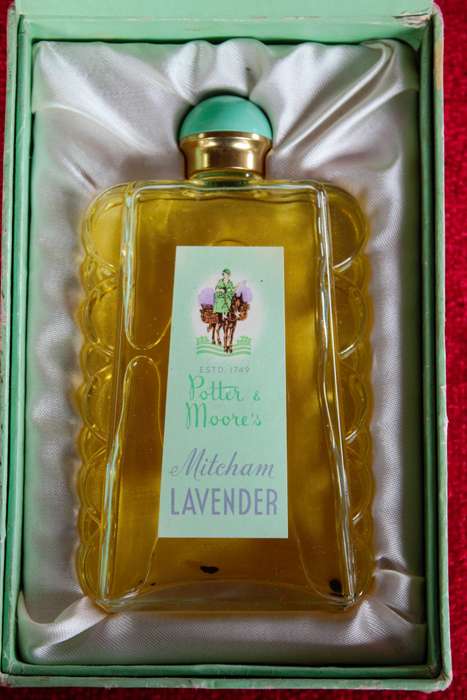 ESTD. 1749
Potter &
Moore's
Mitcham
LAVENDER